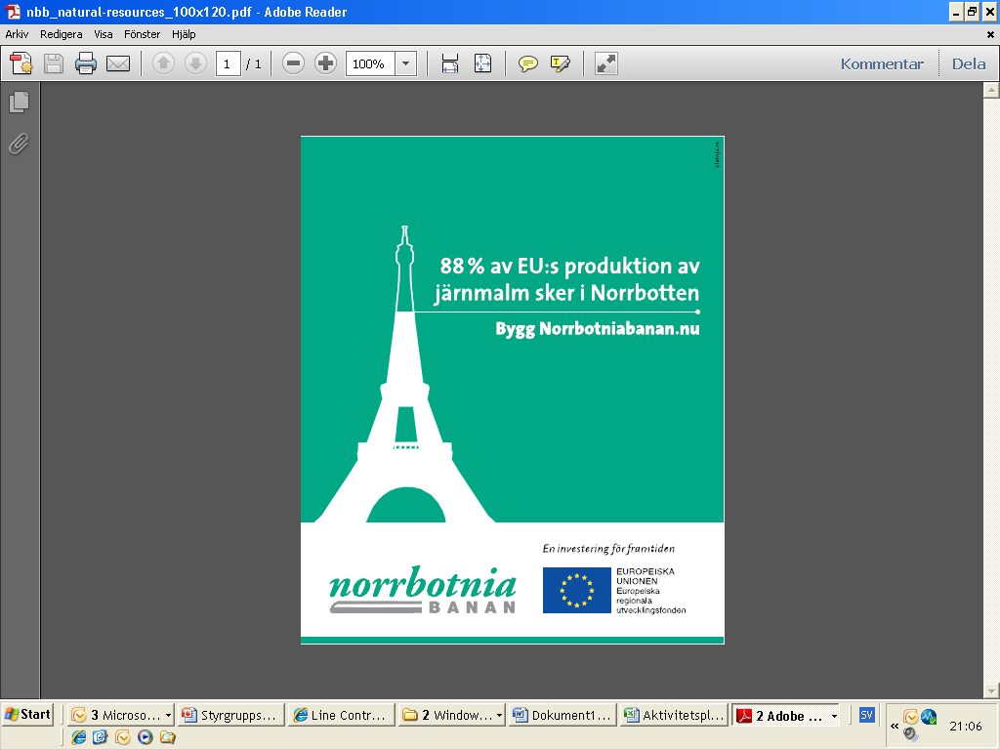 nbb_natural-resources_100x120.pdf - Adobe Reader
Arkiv Redigera Visa Fönster Hjälp
1 / 1 100% Kommentar Dela
88 % av EU:s produktion av
järnmalm sker i Norrbotten
Bygg Norrbotniabanan.nu
En investering för framtiden
norrbotnia
BANAN
EUROPEISKA
UNIONEN
Europeiska
regionala
utvecklingsfonden
Start 3 Microso... Styrgrupps... Line Contr... 2 Window... Dokument1... Aktivitetspl... 2 Adobe ... SV « 21:06